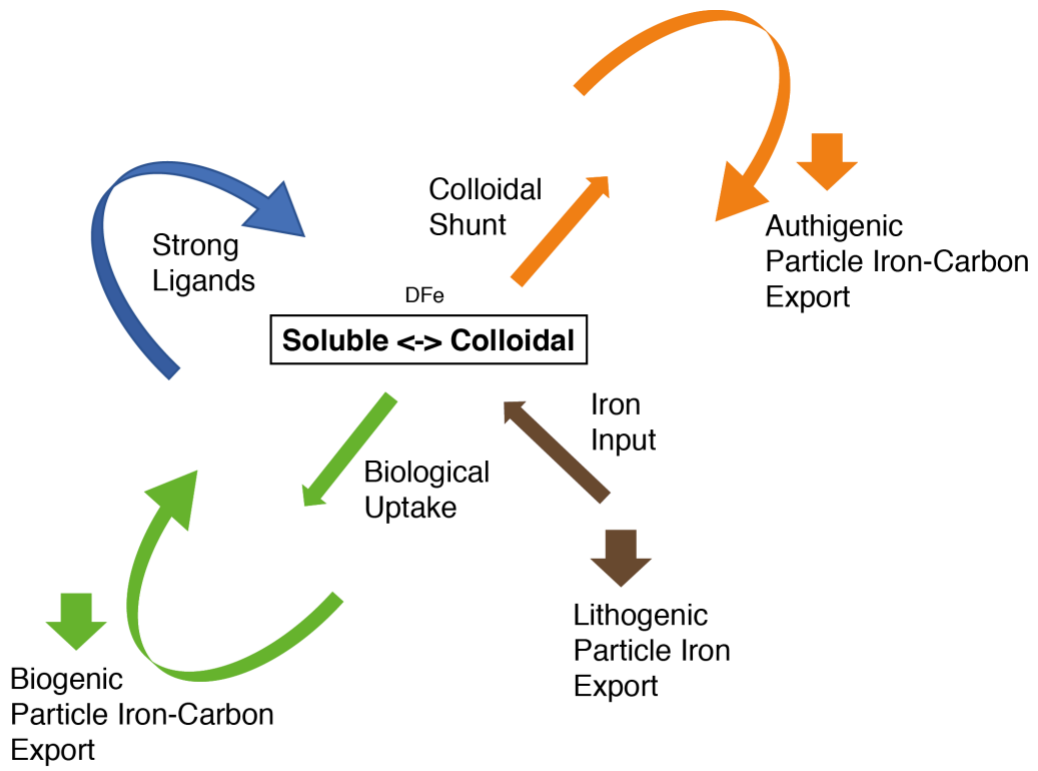 Colloidal
Shunt
Strong
Ligands
Authigenic
Particle Iron-Carbon
Export
DFe
Soluble <-> Colloidal
Iron
Input
Biological
Uptake
Lithogenic
Particle Iron
Export
Biogenic
Particle Iron-Carbon
Export